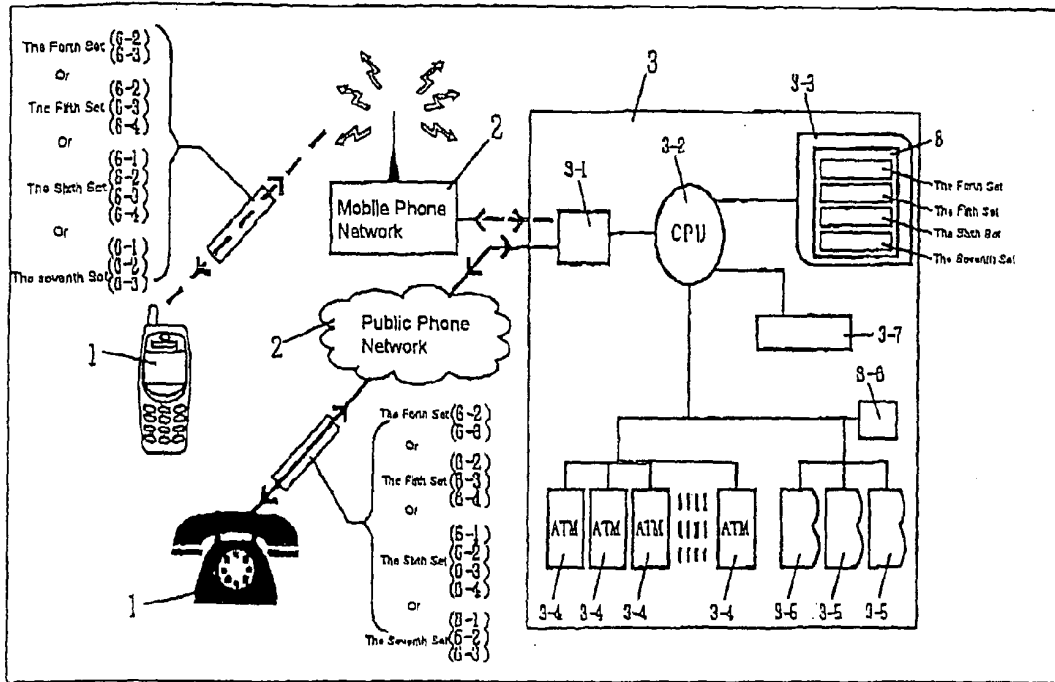 The Forth Set (6-2)
(6-3)
Or
(6-2)
The Fifth Set (6-3)
(6-4)
Or
(6-1)
(6-2)
The Sixth Set (6-3)
(6-4)
Or
(6-1)
(6-2)
The seventh Set (6-3)
1
2
Mobile Phone
Network
2
Public Phone
Network
The Forth Set (6-2)
(6-3)
Or
(6-2)
The Fifth Set (6-3)
(6-4)
Or
(6-1)
(6-2)
The Sixth Set (6-3)
(6-4)
Or
(6-1)
(6-2)
The Seventh Set (6-3)
1
3
3-1
3-2
CPU
3-3
8
The Forth Set
The Fifth Set
The Sixth Set
The Seventh Set
3-7
3-6
ATM
ATM
ATM
ATM
3-4
3-4
3-4
3-4
3-5
3-5
3-5